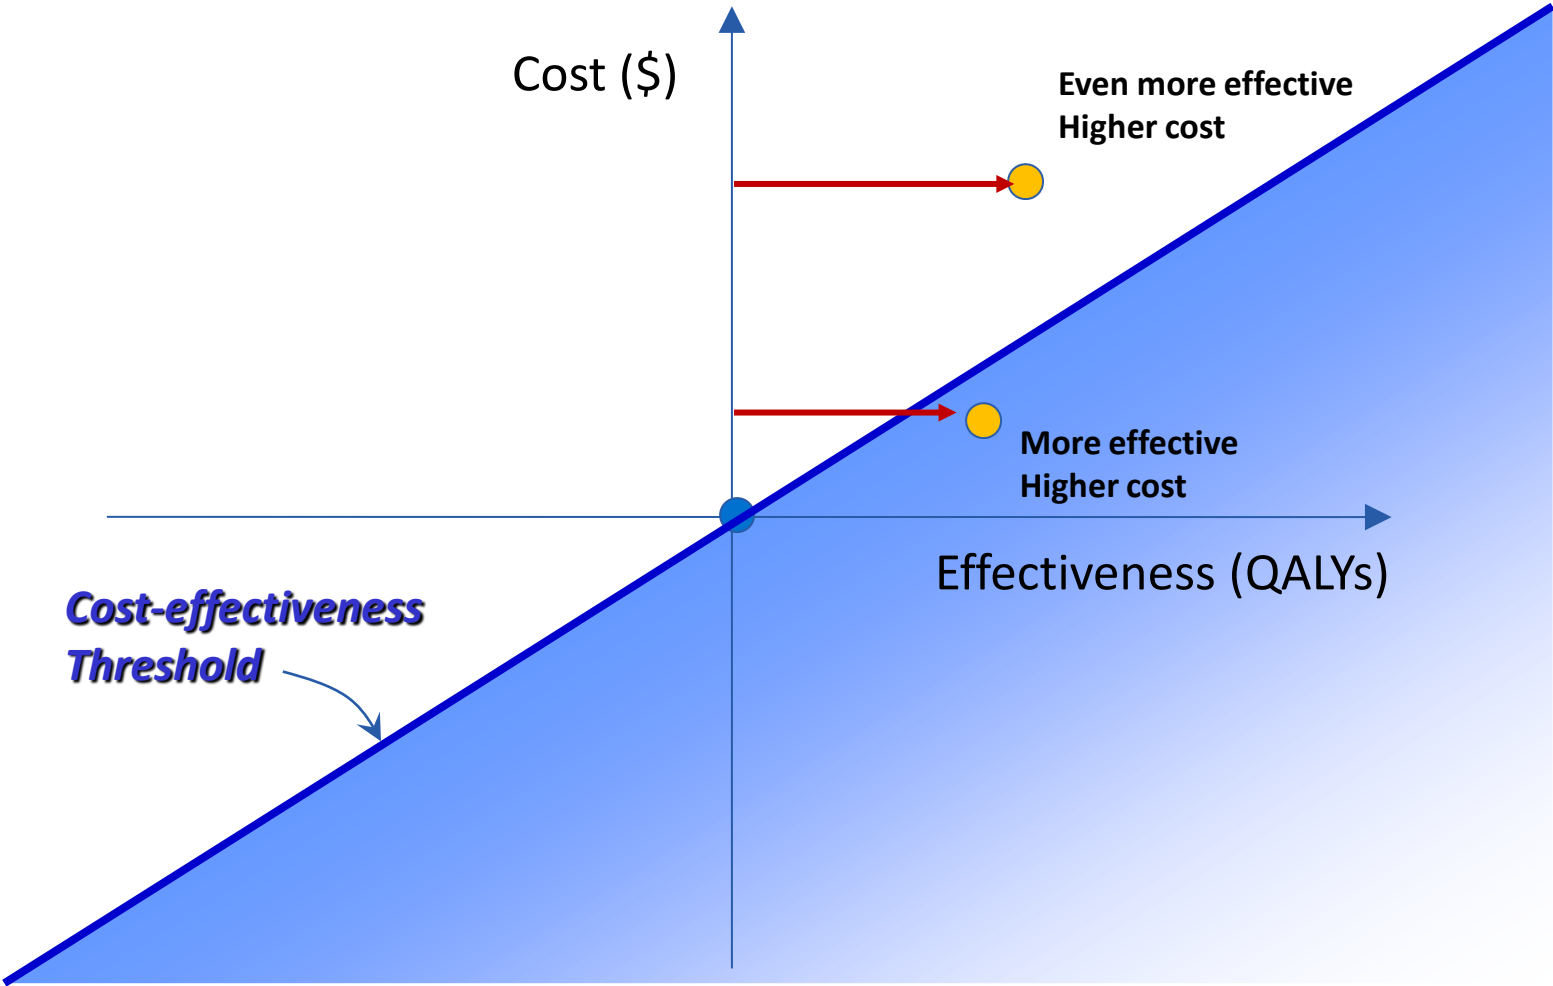 Cost ($)
Even more effective
Higher cost
More effective
Higher cost
Effectiveness (QALYs)
Cost-effectiveness
Threshold